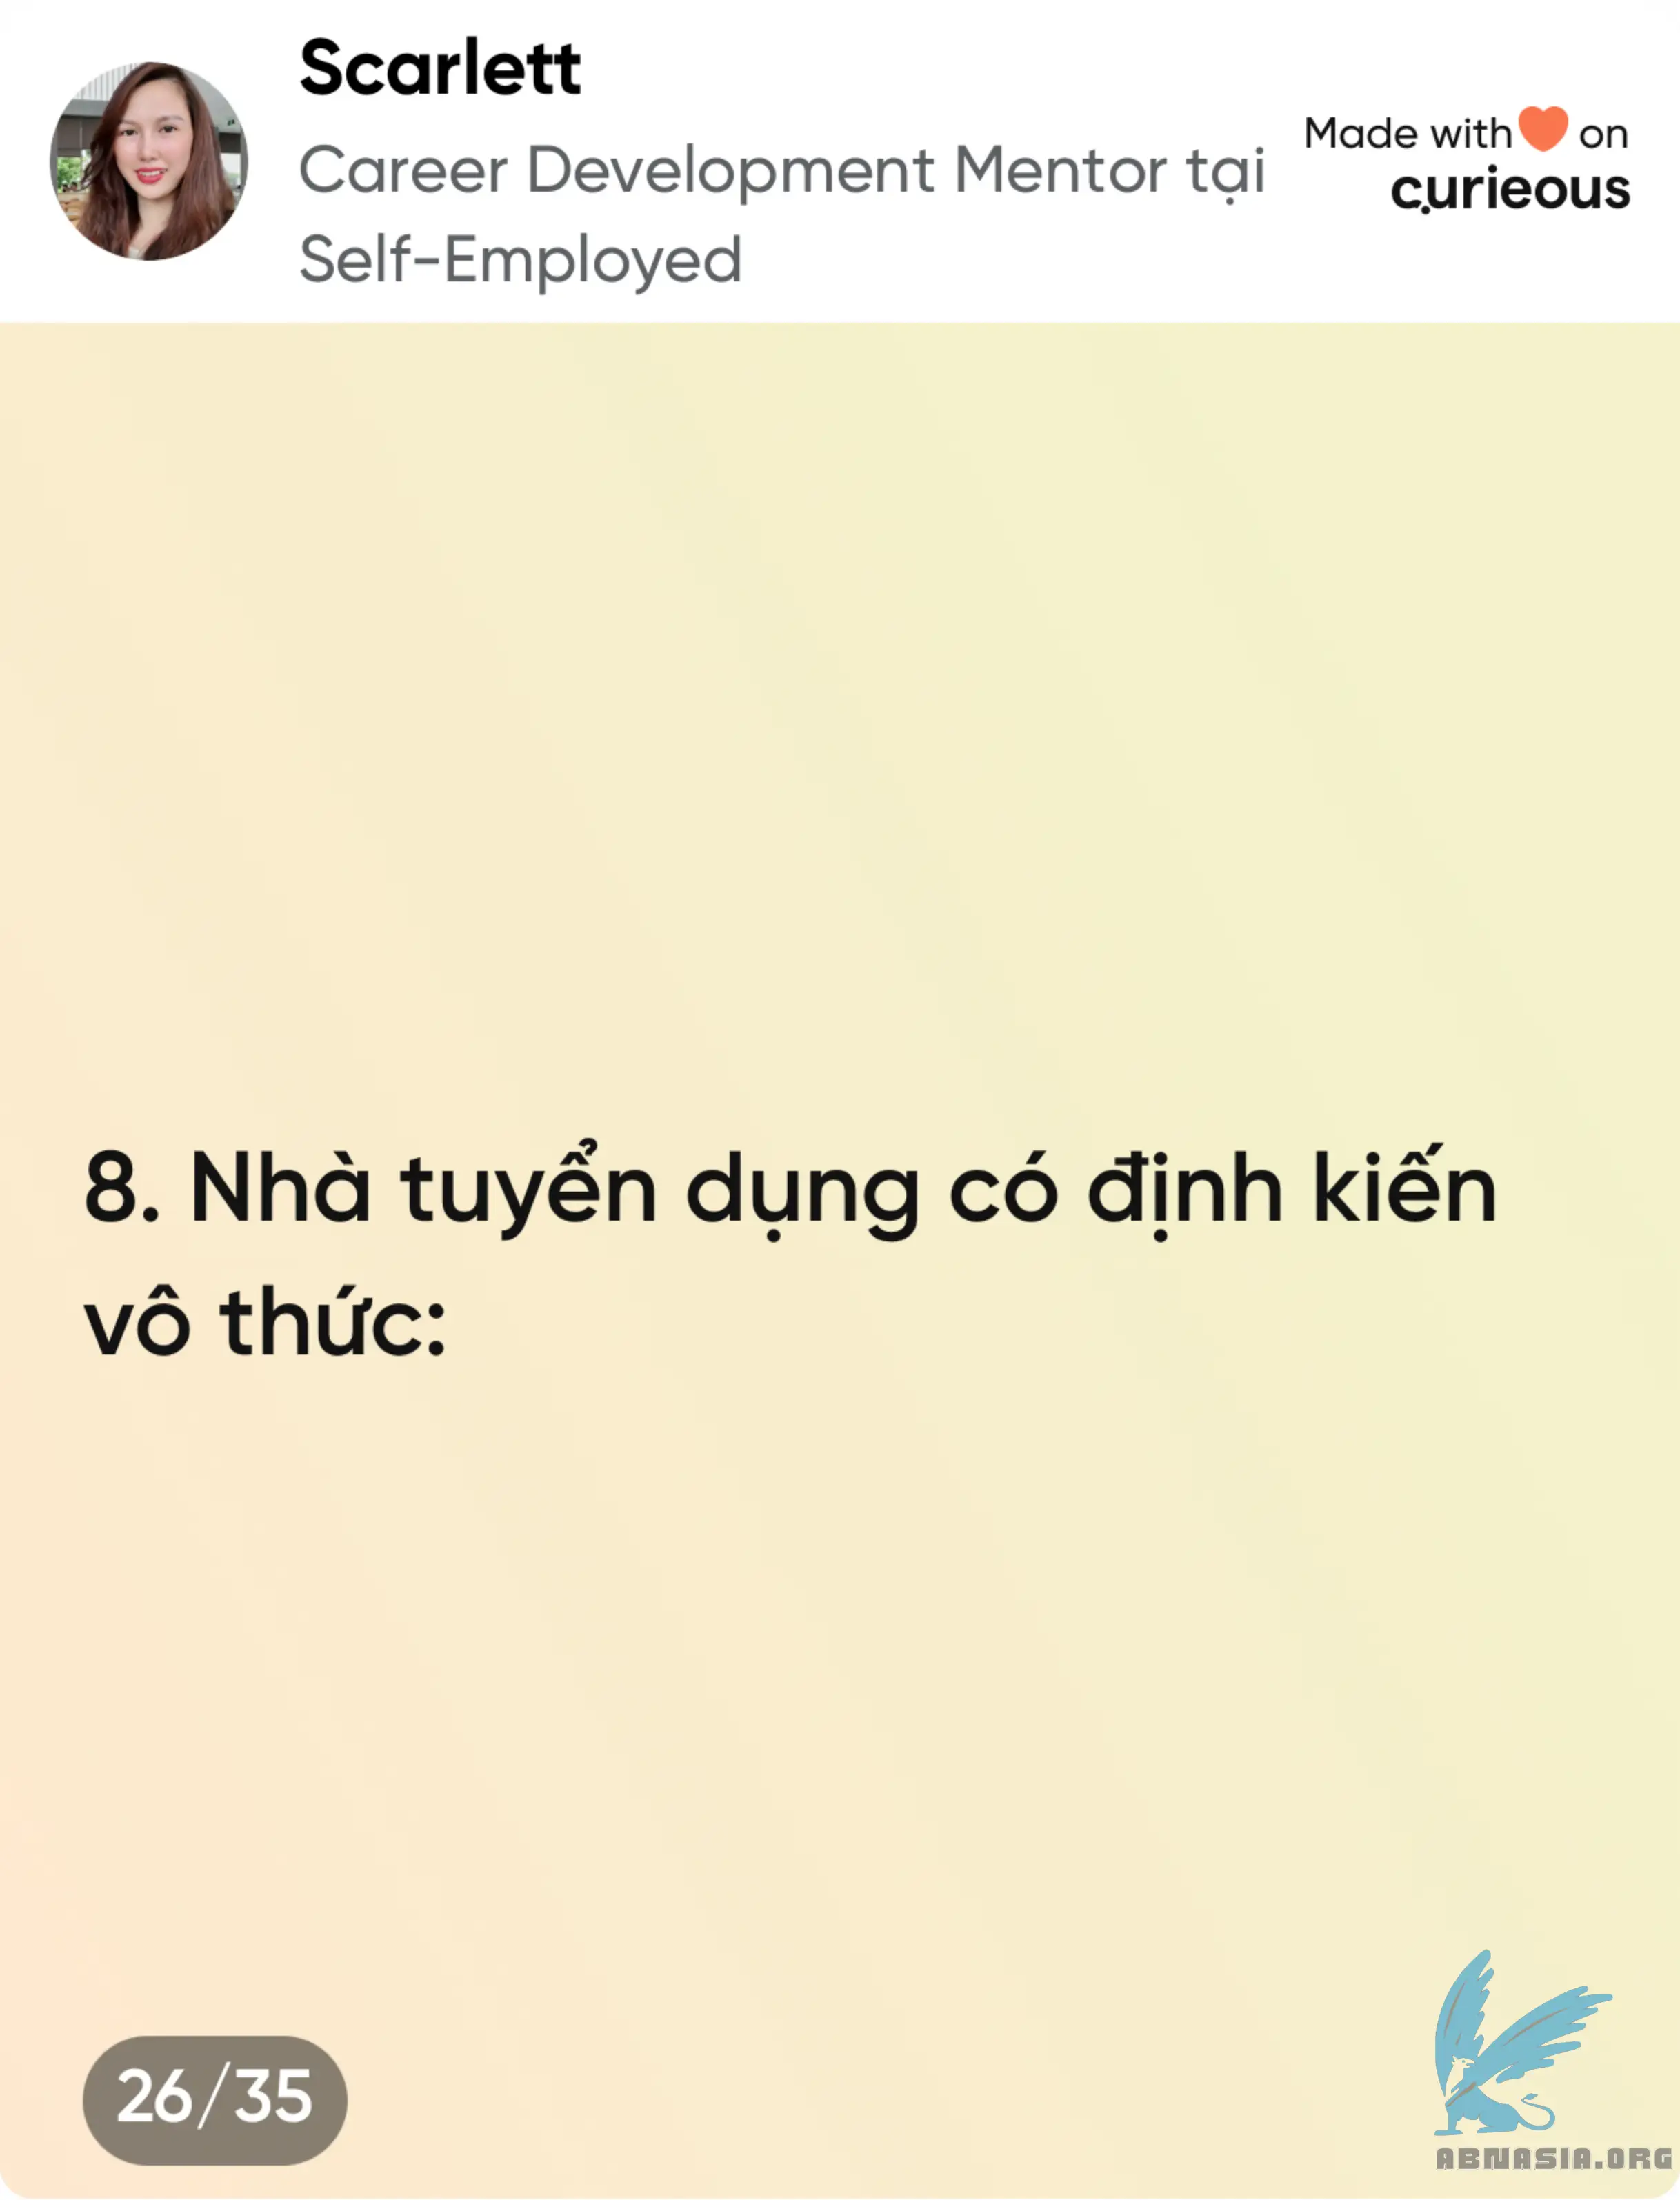 Scarlett
Career Development Mentor tại
Self-Employed
Made with on
curieous
8. Nhà tuyển dụng có định kiến
vô thức:
26/35
ABNASIA.ORG